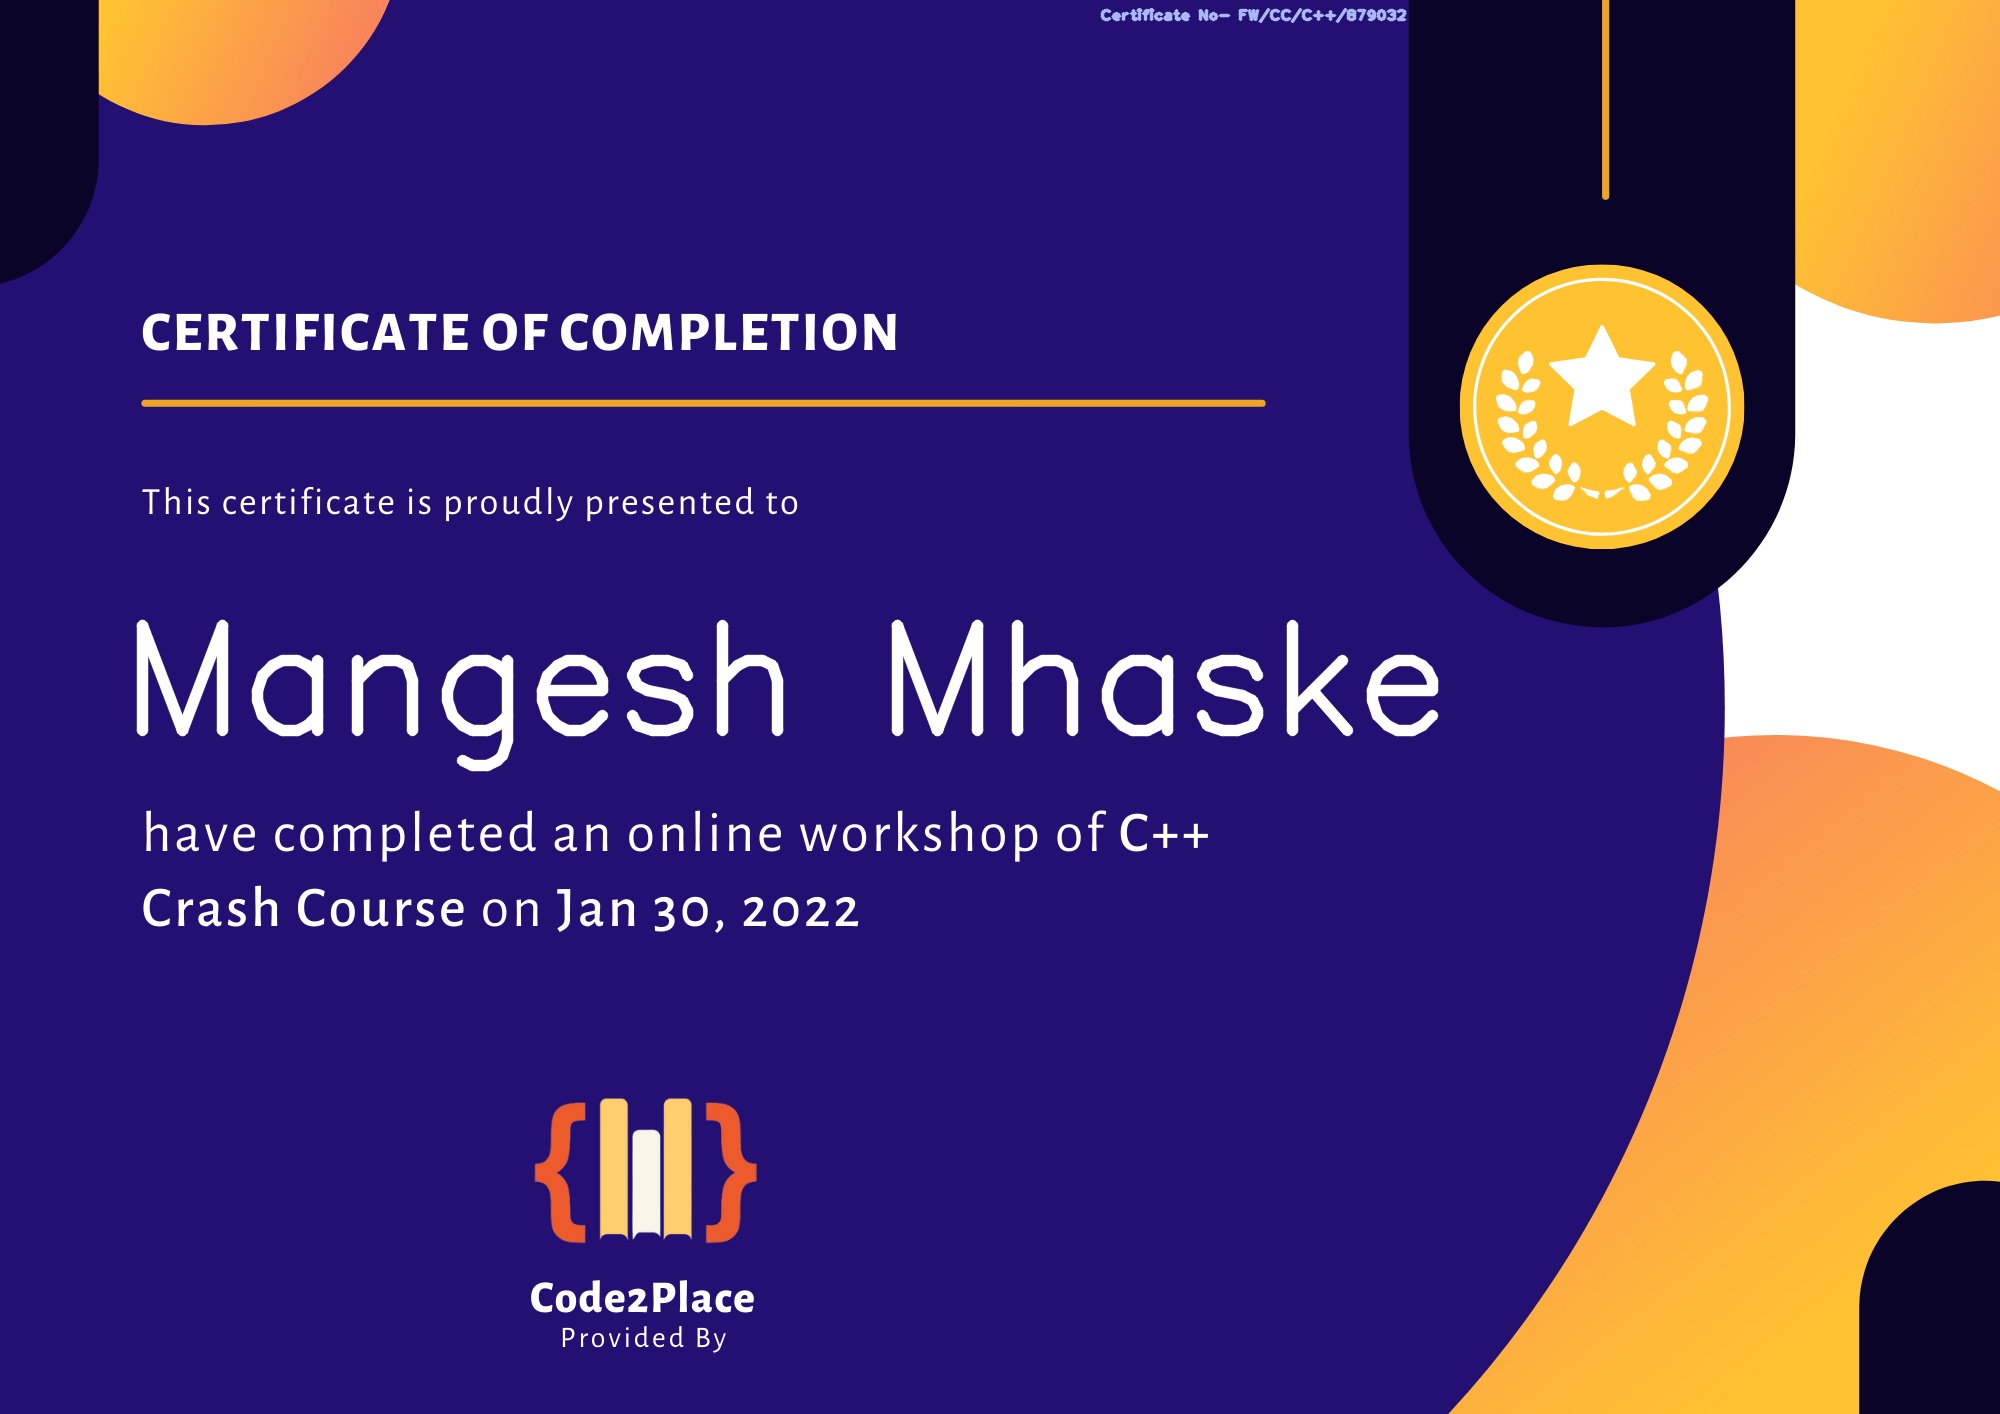 Certificate No- FW/CC/C++/879032
CERTIFICATE OF COMPLETION
This certificate is proudly presented to
Mangesh Mhaske
have completed an online workshop of C++
Crash Course on Jan 30, 2022
Code2Place
Provided By